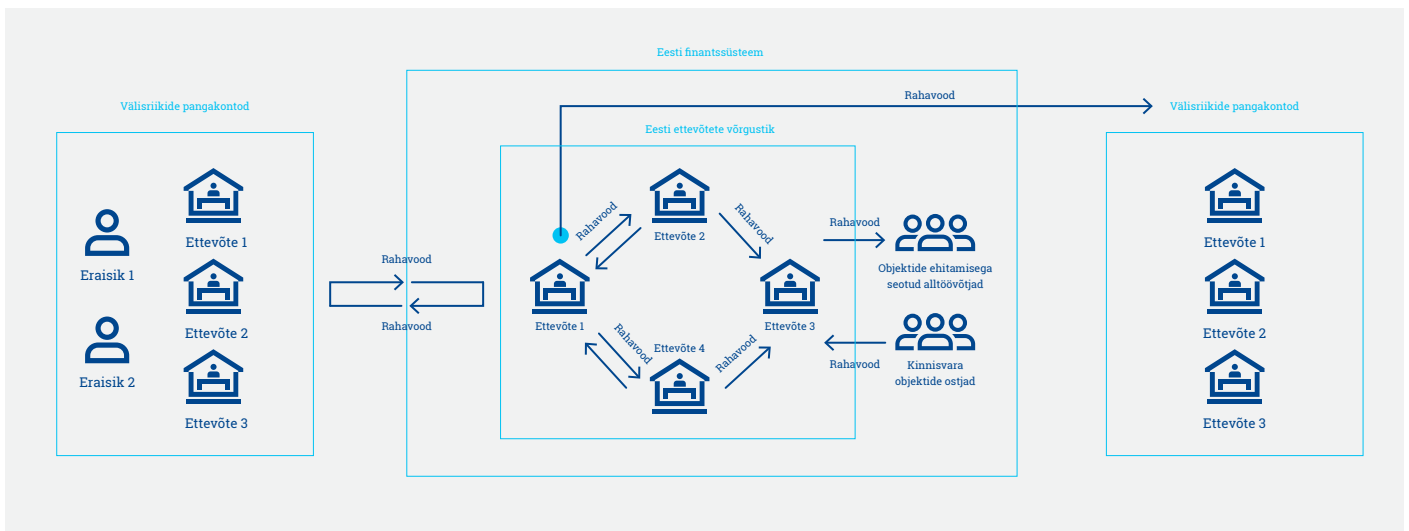 Eesti finantssüsteem
Rahavood
Välisriikide pangakontod
Välisriikide pangakontod
Eesti ettevõtete võrgustik
Eraisik 1
Eraisik 2
Ettevõte 1
Ettevõte 2
Ettevõte 3
Rahavood
Rahavood
Rahavood
Ettevõte 2
Rahavood
Ettevõte 1
Ettevõte 3
Rahavood
Ettevõte 4
Rahavood
Rahavood
Objektide ehitamisega
seotud alltöövõtjad
Rahavood
Kinnisvara
objektide ostjad
Ettevõte 1
Ettevõte 2
Ettevõte 3